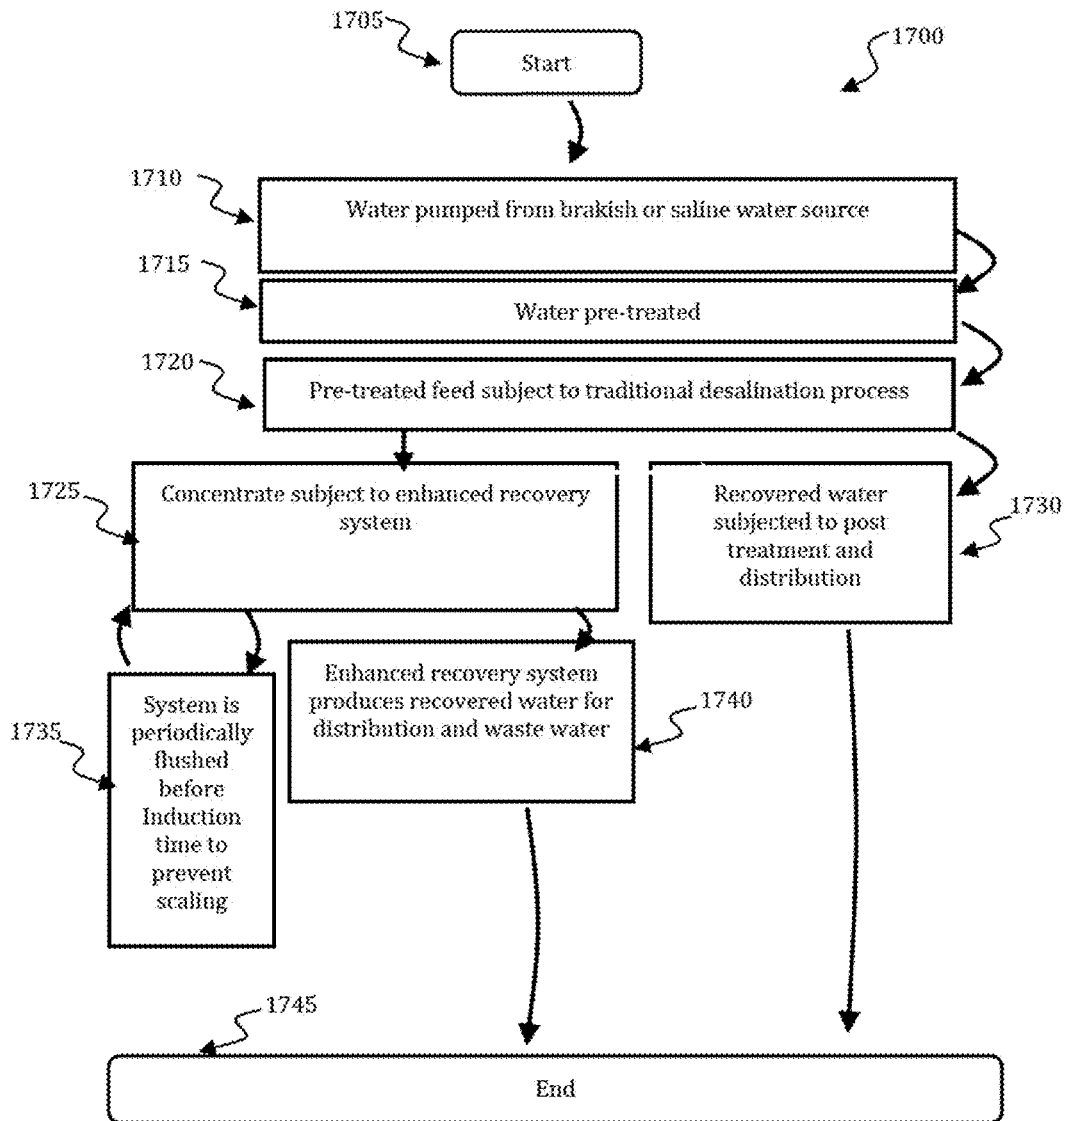 1705
Start
1700
1710
Water pumped from brakish or saline water source
1715
Water pre-treated
1720
Pre-treated feed subject to traditional desalination process
1725
Concentrate subject to enhanced recovery
system
Recovered water
subjected to post
treatment and
distribution
1730
1735
System is
periodically
flushed
before
Induction
time to
prevent
scaling
Enhanced recovery system
produces recovered water for
distribution and waste water
1740
1745
End